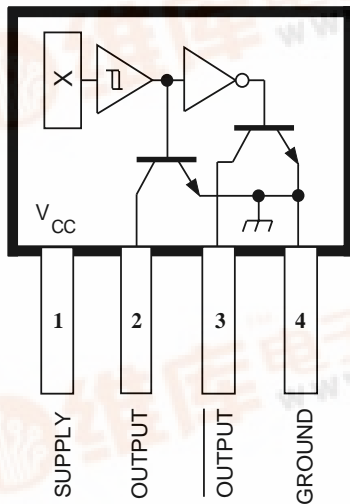 X
V
CC
1 2 3 4
SUPPLY
OUTPUT
OUTPUT
GROUND